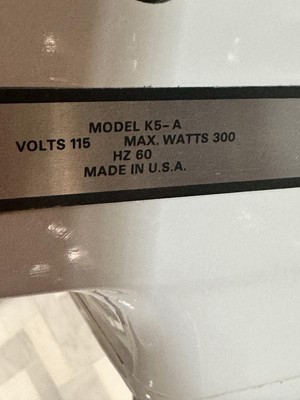 MODEL K5-A
VOLTS 115 MAX. WATTS 300
HZ 60
MADE IN U.S.A.